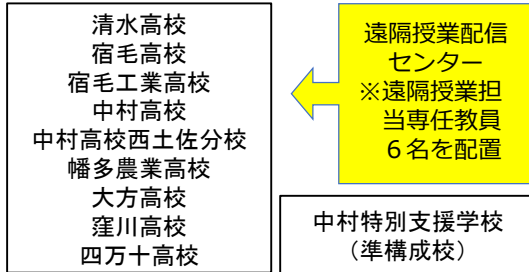 清水高校
宿毛高校
宿毛工業高校
中村高校
中村高校西土佐分校
幡多農業高校
大方高校
窪川高校
四万十高校
遠隔授業配信
センター
※遠隔授業担
当専任教員
６名を配置
中村特別支援学校
（準構成校）